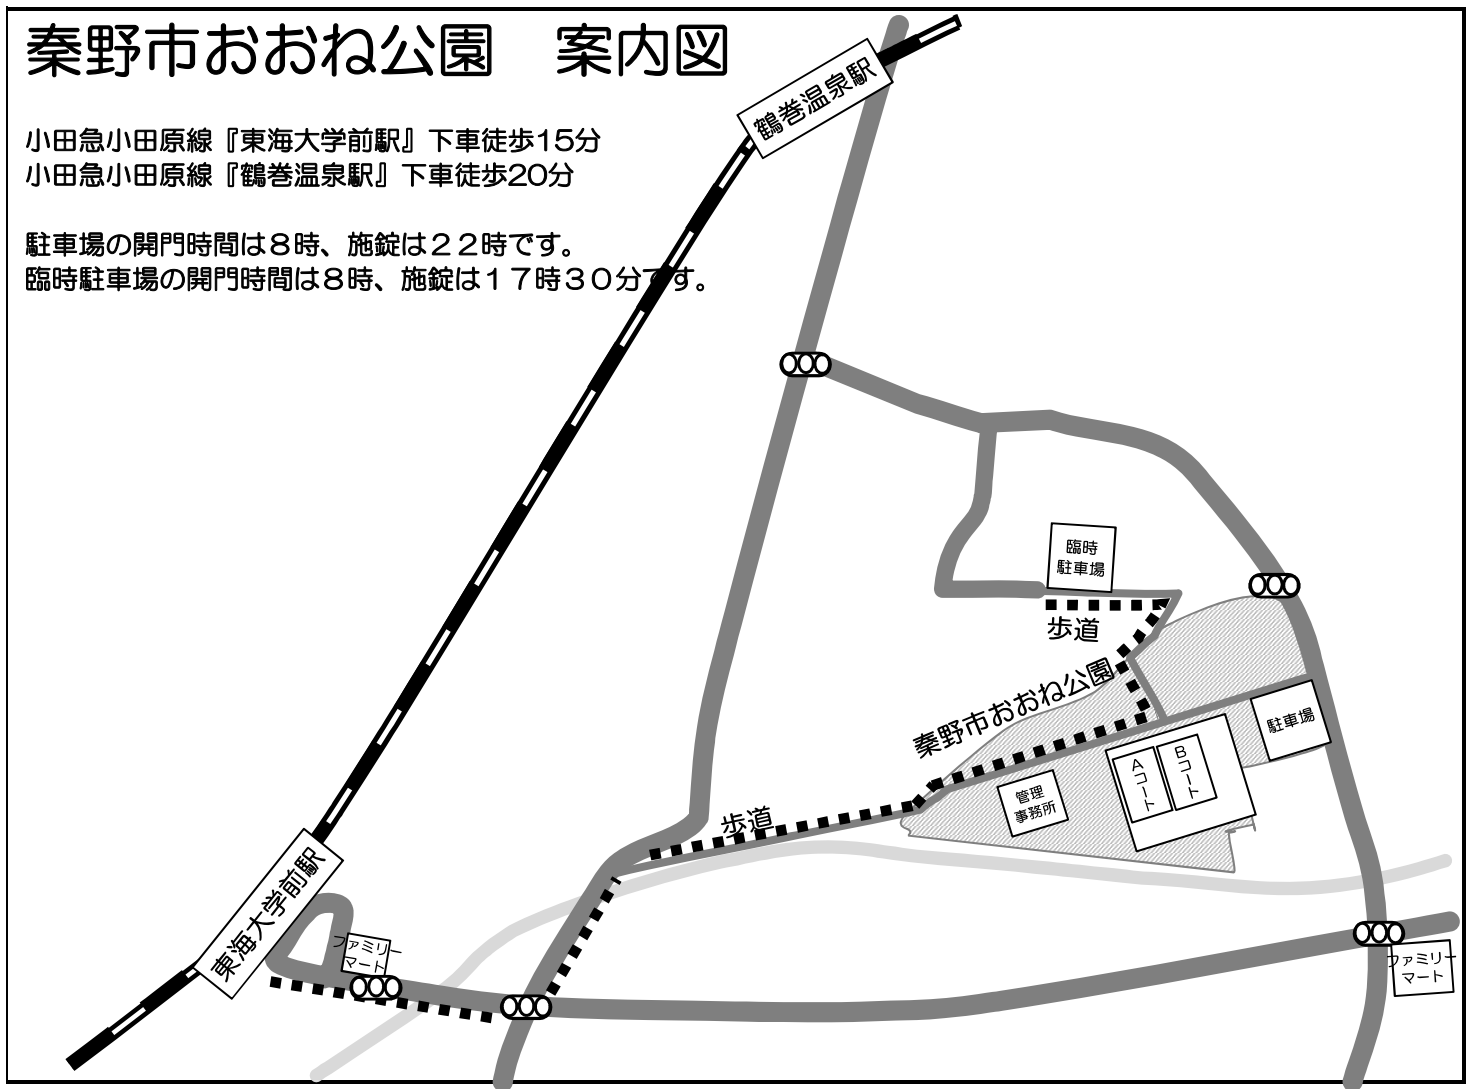 秦野市おおね公園　案内図
小田急小田原線『東海大学前駅』下車徒歩15分
小田急小田原線『鶴巻温泉駅』下車徒歩20分
駐車場の開門時間は８時、施錠は２２時です。
臨時駐車場の開門時間は８時、施錠は１７時３０分です。
鶴巻温泉駅
臨時
駐車場
歩道
秦野市おおね公園
駐車場
Aコート
Bコート
管理
事務所
歩道
東海大学前駅
ファミリー
マート
ファミリー
マート